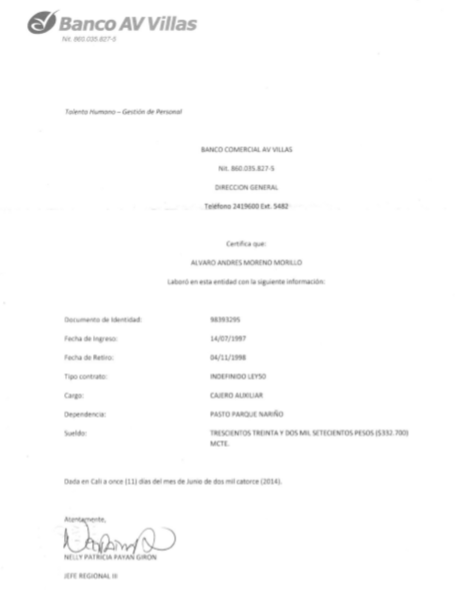 Banco AV Villas
Nit. 860.035.827-5
Talento Humano – Gestión de Personal
BANCO COMERCIAL AV VILLAS
Nit. 860.035.827-5
DIRECCION GENERAL
Teléfono 2419600 Ext. 5482
Certifica que:
ALVARO ANDRES MORENO MORILLO
Laboró en esta entidad con la siguiente información:
Documento de Identidad: 98393295
Fecha de Ingreso: 14/07/1997
Fecha de Retiro: 04/11/1998
Tipo contrato: INDEFINIDO LEY50
Cargo: CAJERO AUXILIAR
Dependencia: PASTO PARQUE NARIÑO
Sueldo: TRESCIENTOS TREINTA Y DOS MIL SETECIENTOS PESOS ($332.700)
MCTE.
Dada en Cali a once (11) días del mes de Junio de dos mil catorce (2014).
Atentamente,
NELLY PATRICIA PAYAN GIRON
JEFE REGIONAL III